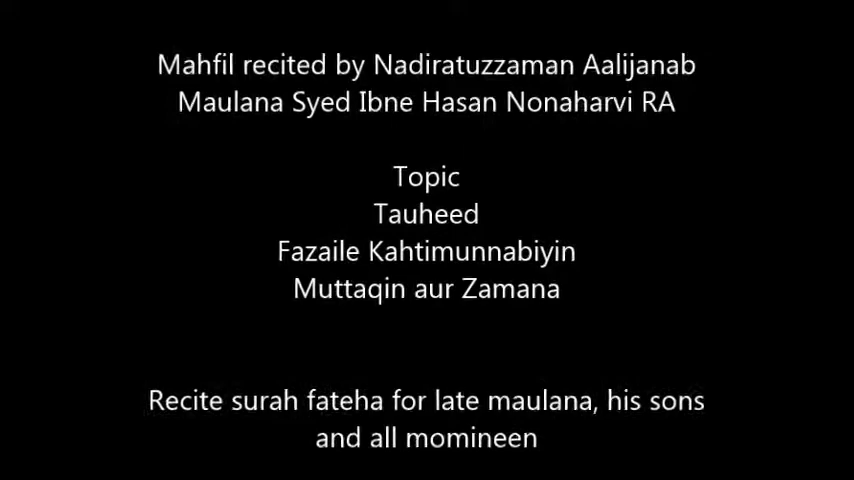 Mahfil recited by Nadiratuzzaman Aalijanab
Maulana Syed Ibne Hasan Nonaharvi RA
Topic
Tauheed
Fazaile Kahtimunnabiyin
Muttaqin aur Zamana
Recite surah fateha for late maulana, his sons
and all momineen